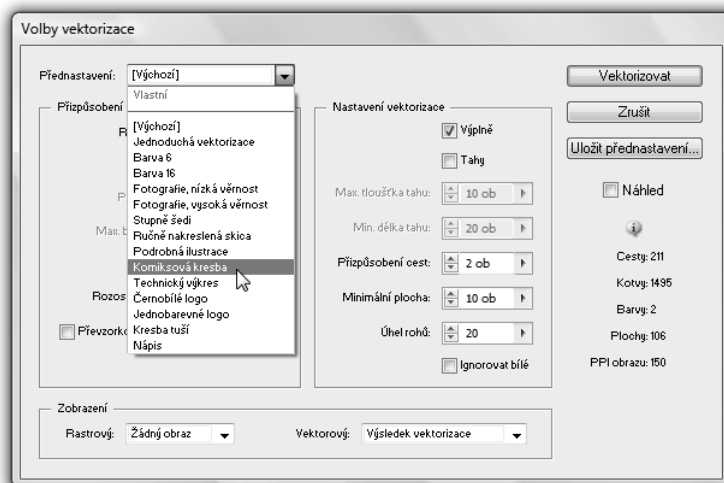 Volby vektorizace
Přednastavení: [Výchozí]
Vlastní
[Výchozí]
Jednoduchá vektorizace
Barva 6
Barva 16
Fotografie, nízká věrnost
Fotografie, vysoká věrnost
Stupně šedi
Ručně nakreslená skica
Podrobná ilustrace
Komiksová kresba
Technický výkres
Černobílé logo
Jednobarevné logo
Kresba tuší
Nápis
Přizpůsobení
Nastavení vektorizace
Výplně
Tahy
Max. tloušťka tahu: 10 ob
Min. délka tahu: 20 ob
Přizpůsobení cest: 2 ob
Minimální plocha: 10 ob
Úhel rohů: 20
Ignorovat bílé
Vektorizovat
Zrušit
Uložit přednastavení...
Náhled
Cesty: 211
Kotvy: 1495
Barvy: 2
Plochy: 106
PPI obrazu: 150
Zobrazení
Rastrový: Žádný obraz
Vektorový: Výsledek vektorizace